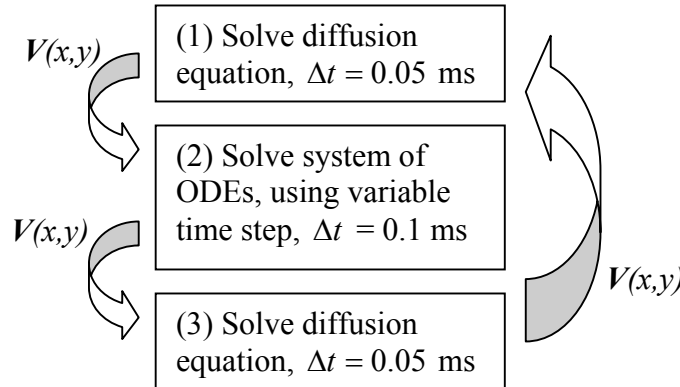 V(x,y)
(1) Solve diffusion
equation, Δt = 0.05 ms
(2) Solve system of
ODEs, using variable
time step, Δt = 0.1 ms
V(x,y)
(3) Solve diffusion
equation, Δt = 0.05 ms
V(x,y)